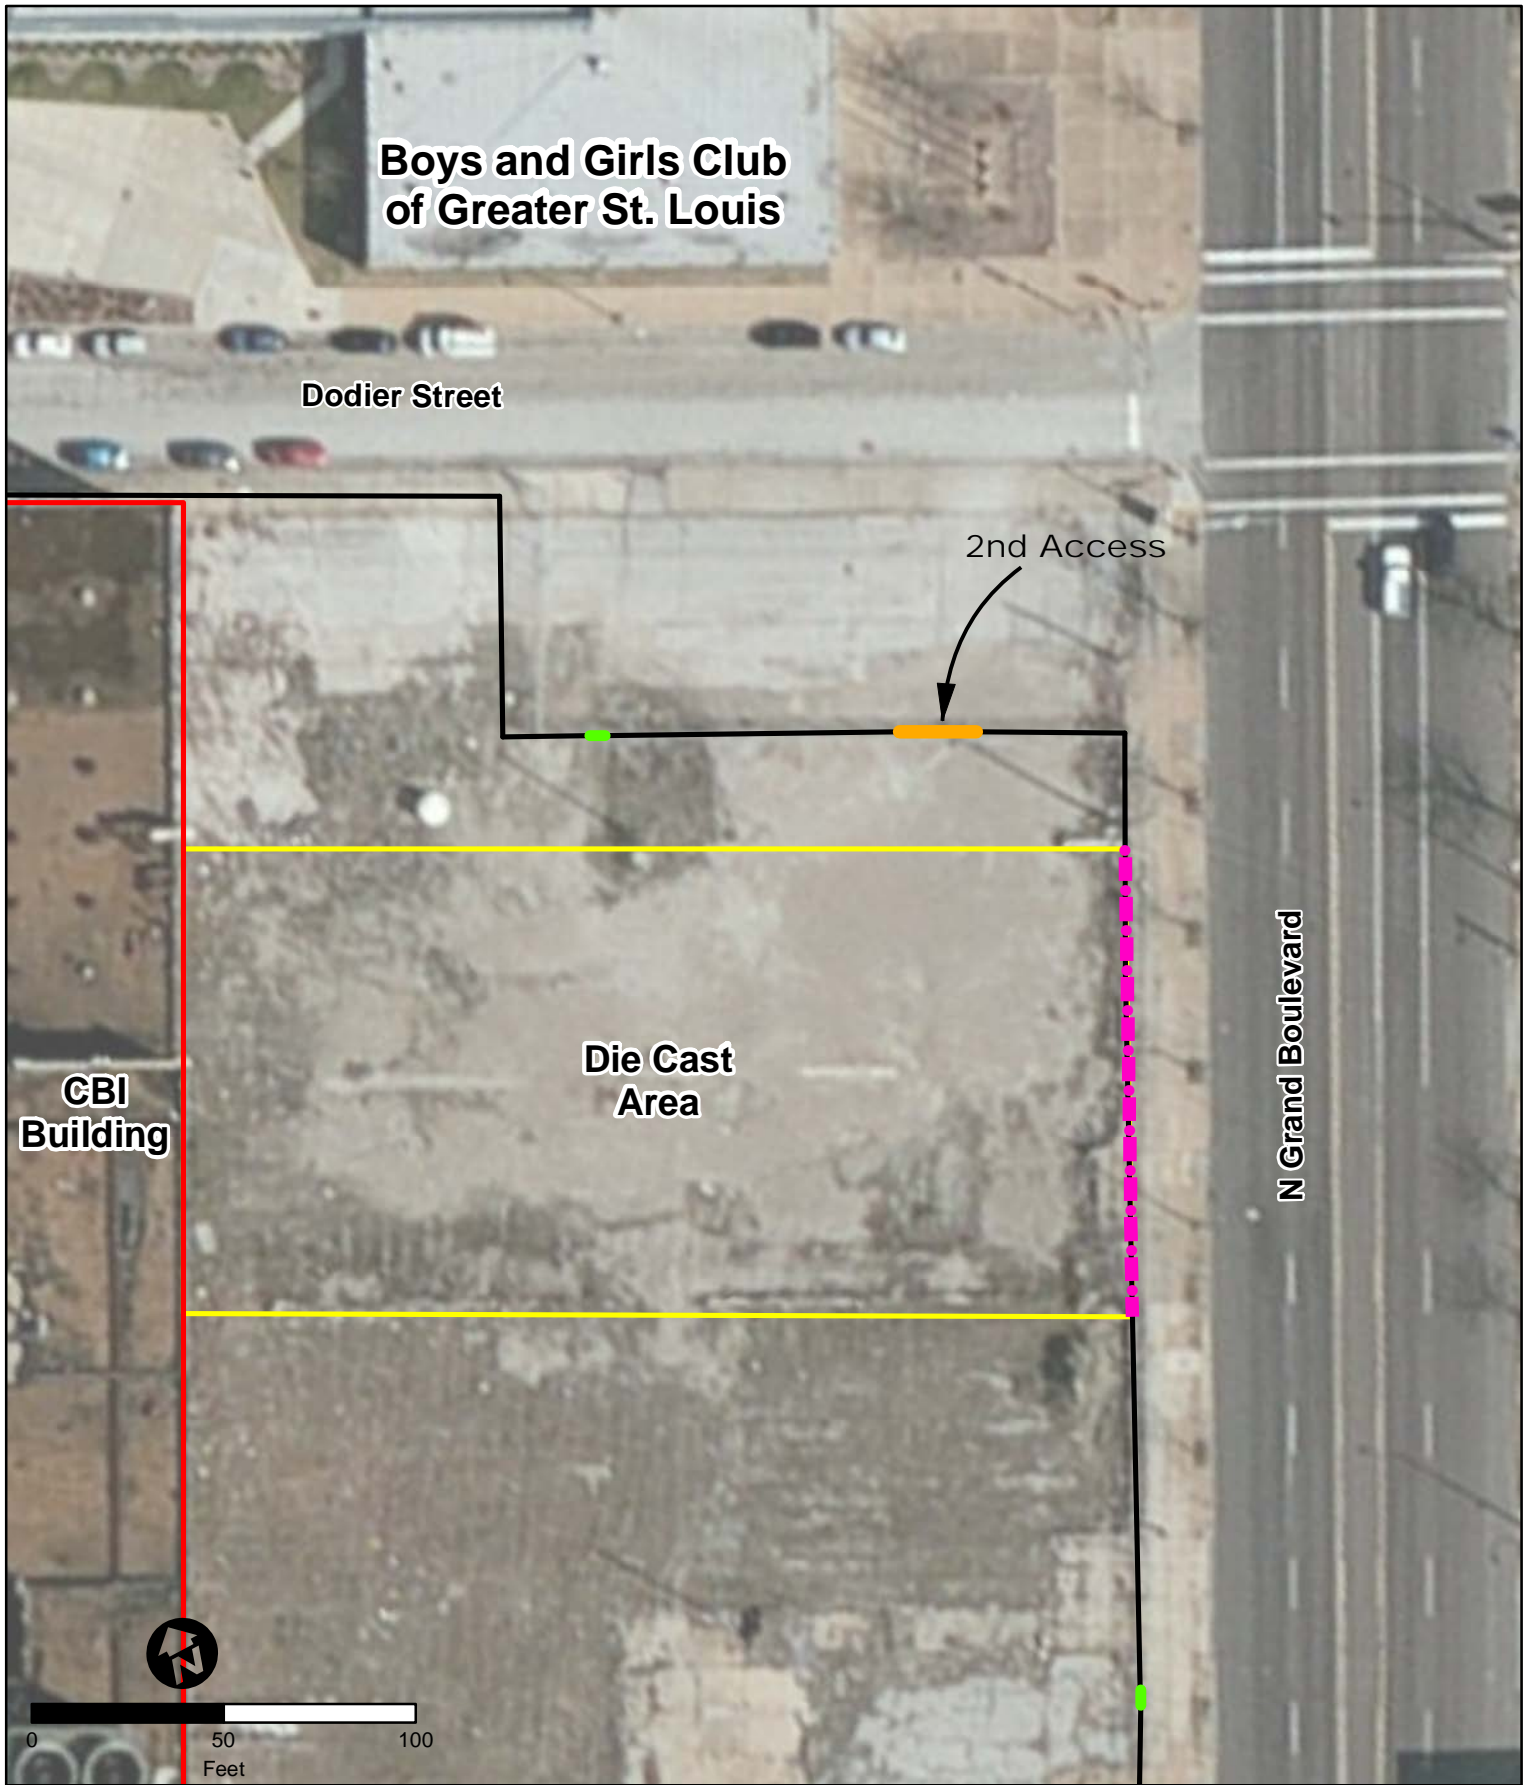 Boys and Girls Club
of Greater St. Louis
Dodier Street
2nd Access
N Grand Boulevard
Die Cast
Area
CBI
Building
N
0 50 100
Feet